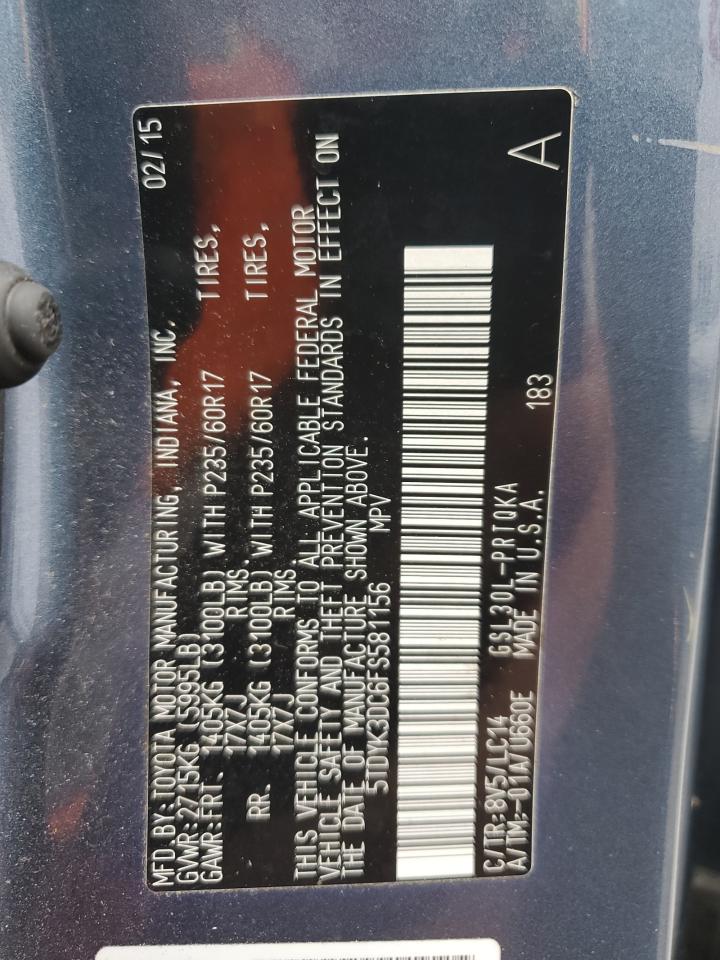 MFD.BY:TOYOTA MOTOR MANUFACTURING, INDIANA, INC. 02/15
GVWR:2715KG (5995LB)
GAWR:FRT. 1405KG (3100LB) WITH P235/60R17 TIRES,
17X7J RIMS.
RR. 1405KG (3100LB) WITH P235/60R17 TIRES,
17X7J RIMS
THIS VEHICLE CONFORMS TO ALL APPLICABLE FEDERAL MOTOR
VEHICLE SAFETY AND THEFT PREVENTION STANDARDS IN EFFECT ON
THE DATE OF MANUFACTURE SHOWN ABOVE.
5TDYK3DC6FS581156 MPV
C/TR:8V5/LC14 GSL30L-PRTQKA
A/TM:-011A/U660E MADE IN U.S.A. 183 A